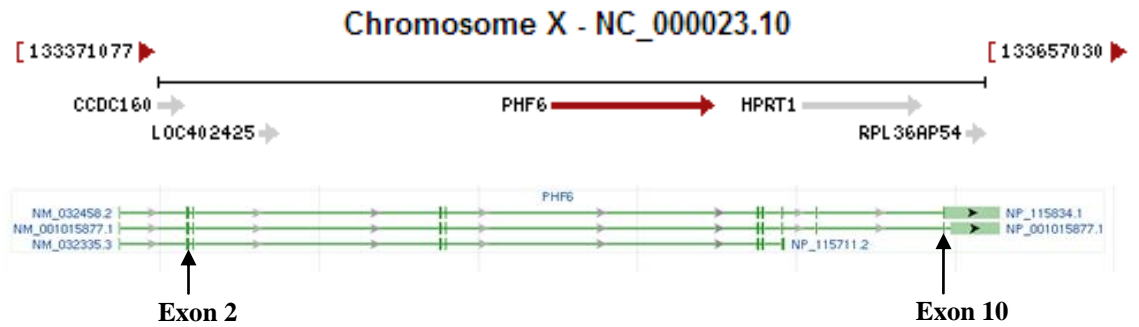 Chromosome X - NC_000023.10
[ 133371077
[ 133657030
CCDC160
PHF6
HPRT1
LOC402425
RPL36AP54
PHF6
NM_032458.2
NP_115834.1
NM_001015877.1
NP_001015877.1
NM_032335.3
NP_115711.2
Exon 2
Exon 10